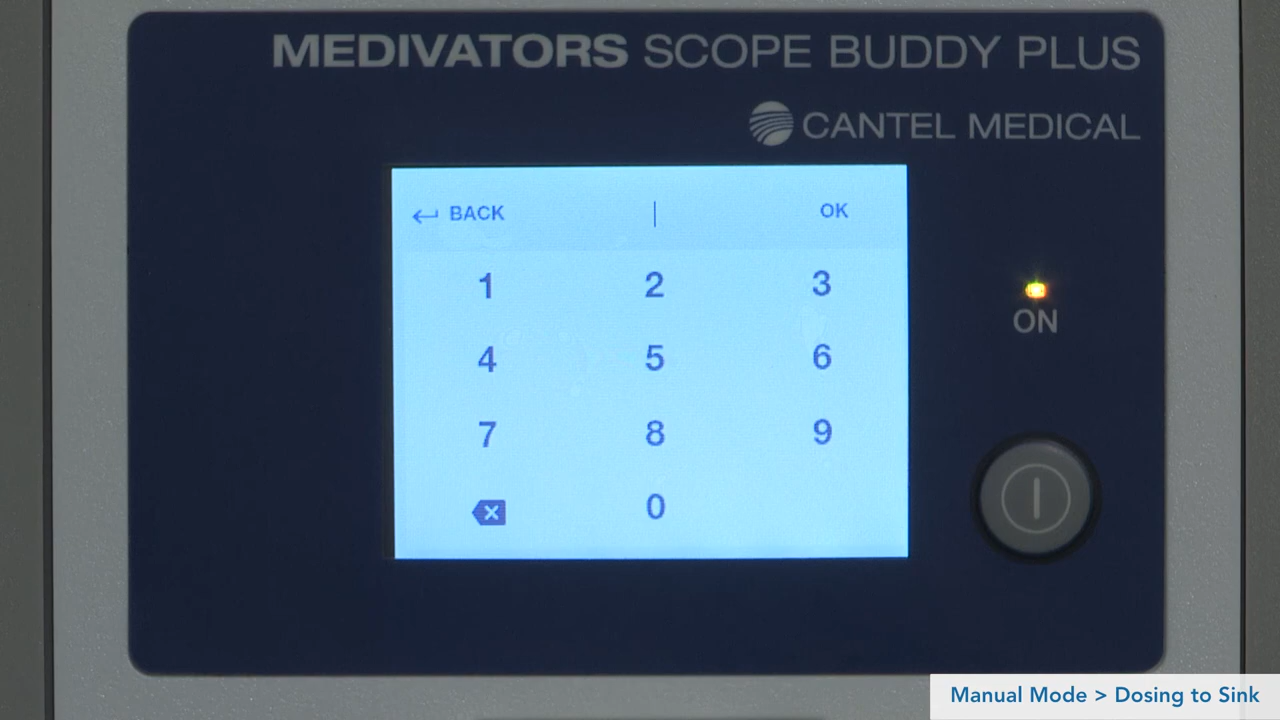 MEDIVATORS SCOPE BUDDY PLUS
CANTEL MEDICAL
BACK | OK
1 2 3
4 5 6
7 8 9
0
ON
Manual Mode > Dosing to Sink